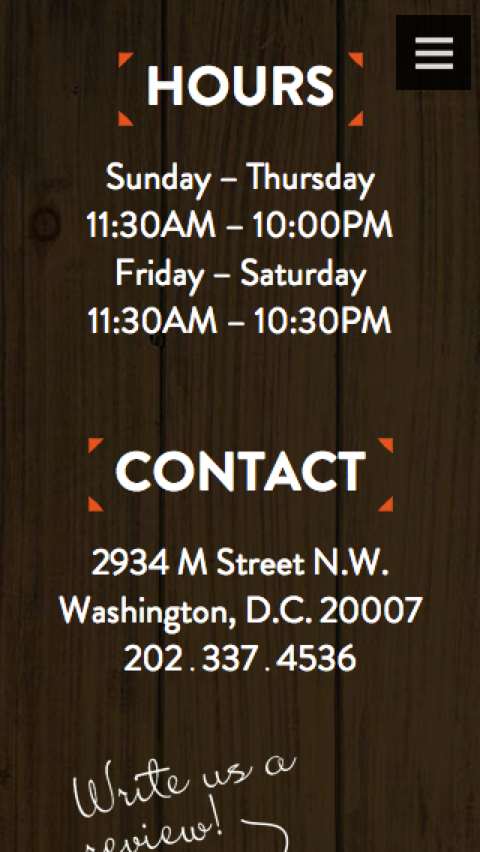 HOURS
Sunday – Thursday
11:30AM – 10:00PM
Friday – Saturday
11:30AM – 10:30PM
CONTACT
2934 M Street N.W.
Washington, D.C. 20007
202 . 337 . 4536
Write us a
review!